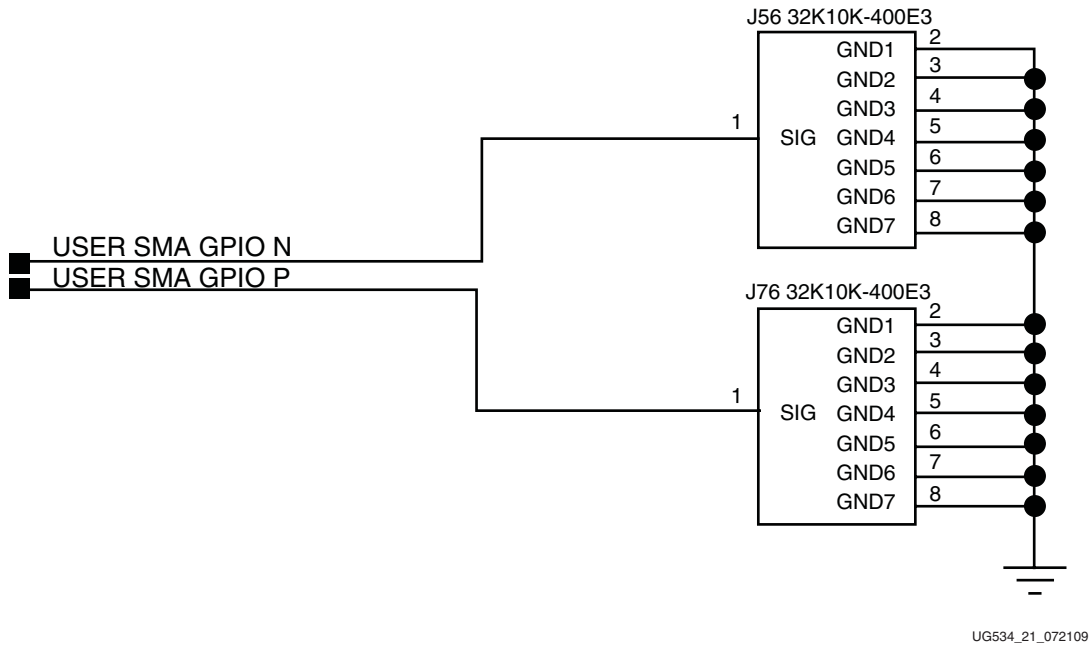 J56 32K10K-400E3
GND1 2
GND2 3
GND3 4
1 SIG GND4 5
GND5 6
GND6 7
GND7 8
USER SMA GPIO N
USER SMA GPIO P
J76 32K10K-400E3
GND1 2
GND2 3
GND3 4
1 SIG GND4 5
GND5 6
GND6 7
GND7 8
UG534_21_072109